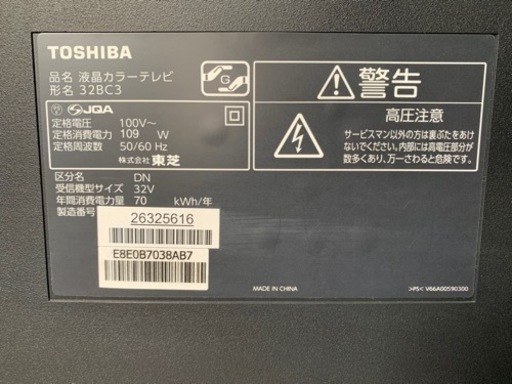 TOSHIBA
品名 液晶カラーテレビ
形名 32BC3
G
JQA
定格電圧 100V～
定格消費電力 109 W
定格周波数 50/60 Hz
株式会社 東芝
区分名 DN
受信機型サイズ 32V
年間消費電力量 70 kWh/年
製造番号
26325616
E8E0B7038AB7
警告
高圧注意
サービスマン以外の方は裏ぶたをあけ
ないでください。内部には高電圧部分が
数多くあり、万一さわると危険です。
MADE IN CHINA
>PS< V66A00590300